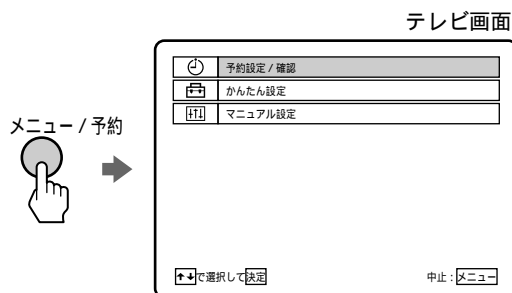 テレビ画面
予約設定 / 確認
かんたん設定
マニュアル設定
メニュー / 予約
↑↓で選択して決定
中止 : メニュー